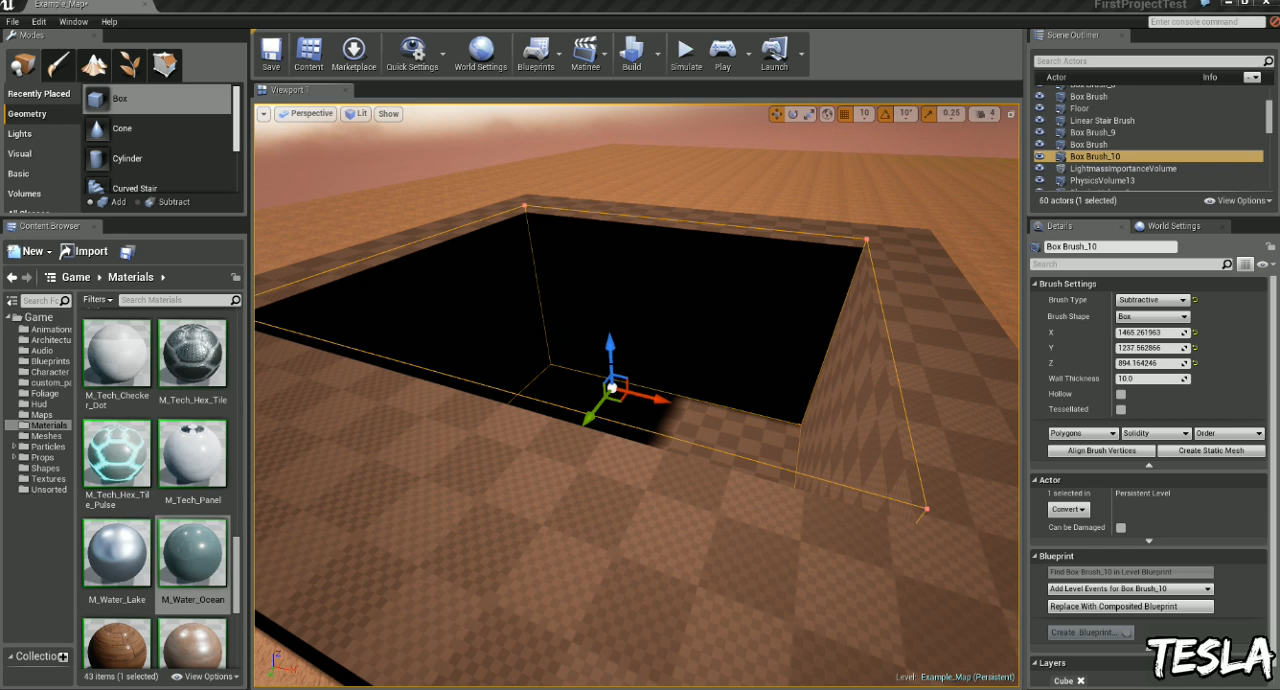 Example_Map*
FirstProjectTest
File Edit Window Help
Enter console command
Modes
Recently Placed
Geometry
Lights
Visual
Basic
Volumes
Box
Cone
Cylinder
Curved Stair
Add Subtract
Save Content Marketplace Quick Settings World Settings Blueprints Matinee Build Simulate Play Launch
Viewport 1
Perspective Lit Show
10 10° 0.25 4
Content Browser
New Import
Game Materials
Filters Search Materials
Game
Animations
Architectu
Audio
Blueprints
Character
custom_pa
Foliage
Hud
Maps
Materials
Meshes
Particles
Props
Shapes
Textures
Unsorted
Collectio
M_Tech_Checke
r_Dot
M_Tech_Hex_Tile
M_Tech_Hex_Til
e_Pulse
M_Tech_Panel
M_Water_Lake
M_Water_Ocean
43 items (1 selected) View Options
Level: Example_Map (Persistent)
Scene Outliner
Search Actors
Actor Info
Box Brush
Floor
Linear Stair Brush
Box Brush_9
Box Brush
Box Brush_10
LightmassImportanceVolume
PhysicsVolume13
60 actors (1 selected) View Options
Details World Settings
Box Brush_10
Search
Brush Settings
Brush Type Subtractive
Brush Shape Box
X 1465.261963
Y 1237.562866
Z 894.164246
Wall Thickness 10.0
Hollow
Tessellated
Polygons Solidity Order
Align Brush Vertices Create Static Mesh
Actor
1 selected in Persistent Level
Convert
Can be Damaged
Blueprint
Find Box Brush_10 in Level Blueprint
Add Level Events for Box Brush_10
Replace With Composited Blueprint
Create Blueprint...
Layers
Cube
TESLA